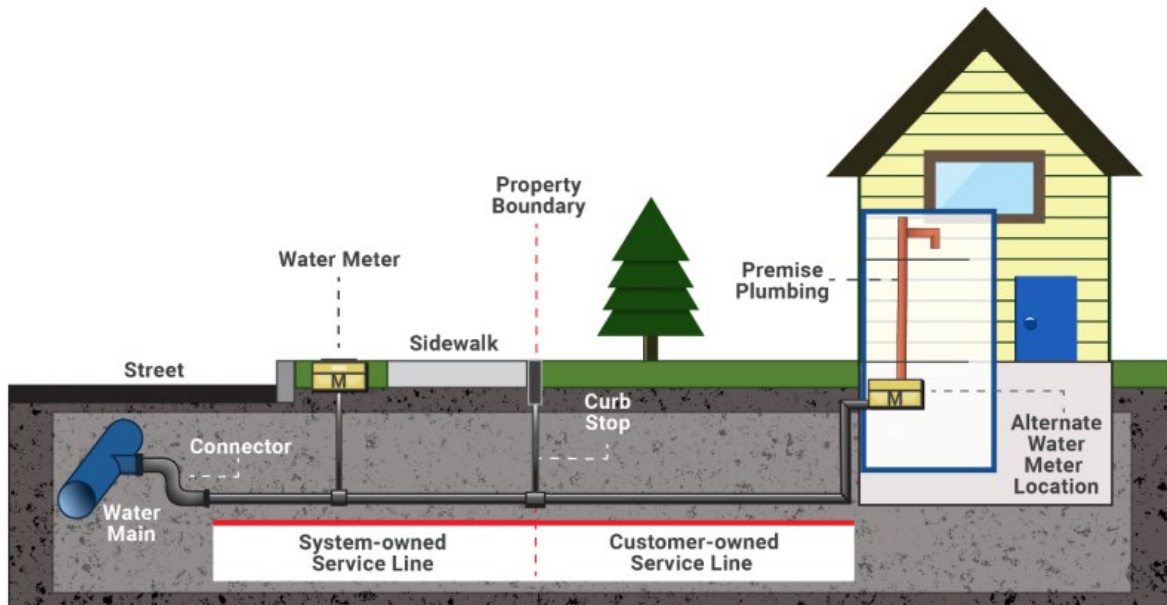 Property
Boundary
Water Meter
Premise
Plumbing
Sidewalk
Street
M
Curb
Stop
M
Connector
Alternate
Water
Meter
Location
Water
Main
System-owned
Service Line
Customer-owned
Service Line